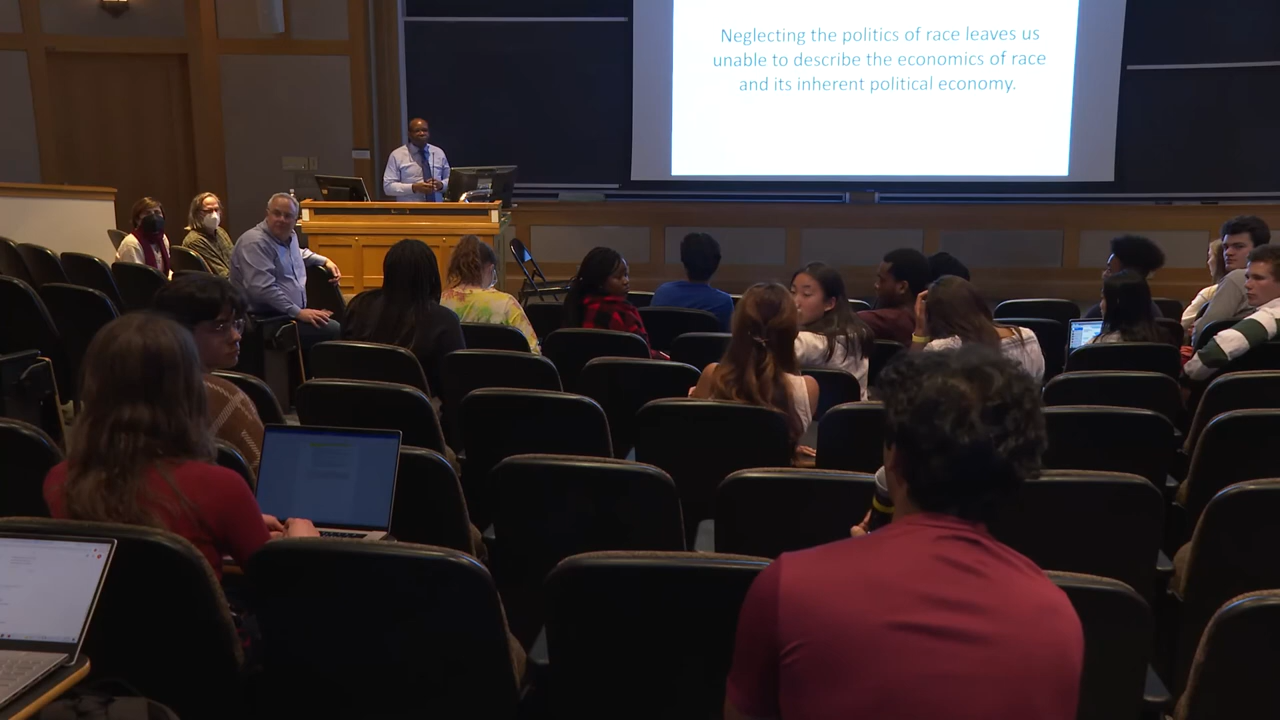 Neglecting the politics of race leaves us
unable to describe the economics of race
and its inherent political economy.